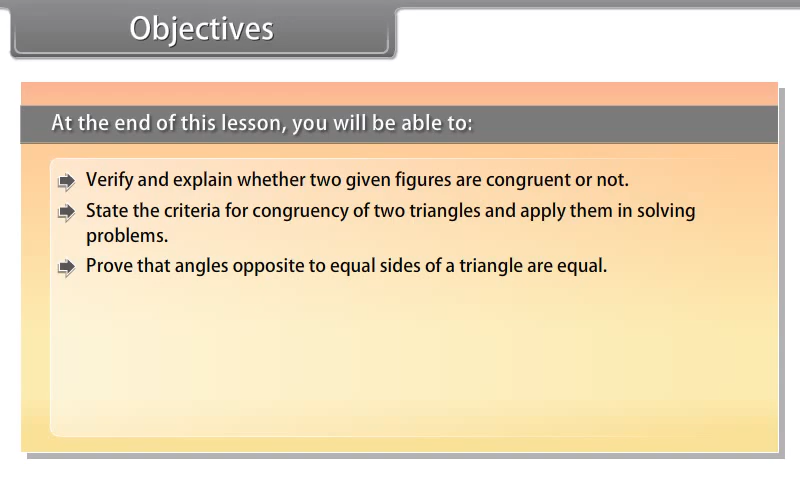 Objectives
At the end of this lesson, you will be able to:
Verify and explain whether two given figures are congruent or not.
State the criteria for congruency of two triangles and apply them in solving
problems.
Prove that angles opposite to equal sides of a triangle are equal.